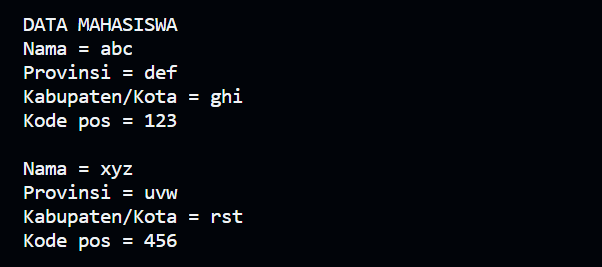 DATA MAHASISWA
Nama = abc
Provinsi = def
Kabupaten/Kota = ghi
Kode pos = 123

Nama = xyz
Provinsi = uvw
Kabupaten/Kota = rst
Kode pos = 456